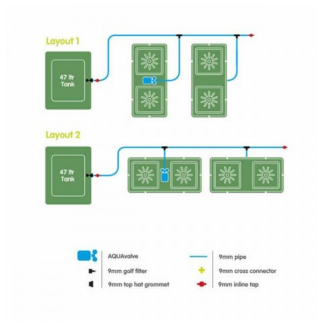 Layout 1
47 ltr
Tank
Layout 2
47 ltr
Tank
AQUAvalve
9mm pipe
9mm golf filter
9mm cross connector
9mm top hat grommet
9mm inline tap